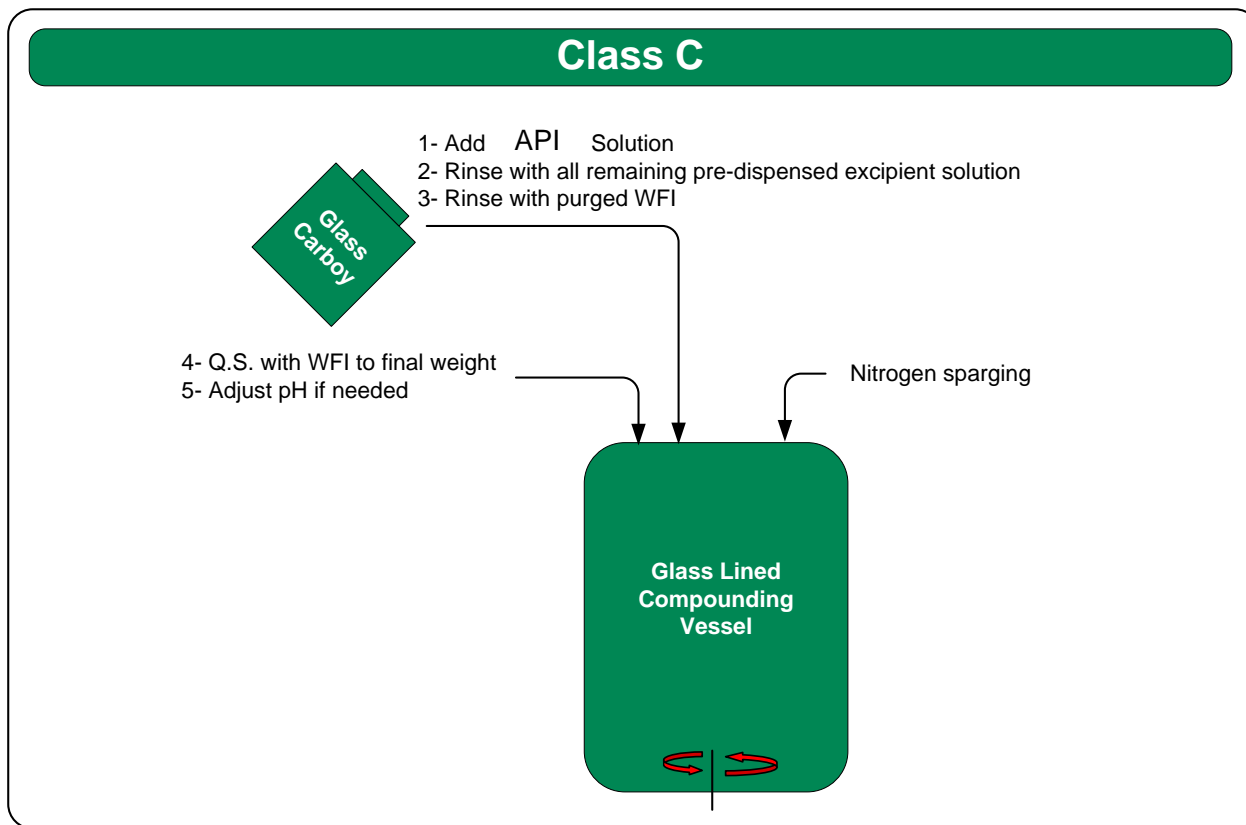 Class C
1- Add API Solution
2- Rinse with all remaining pre-dispensed excipient solution
3- Rinse with purged WFI
Glass
Carboy
4- Q.S. with WFI to final weight
5- Adjust pH if needed
Nitrogen sparging
Glass Lined
Compounding
Vessel